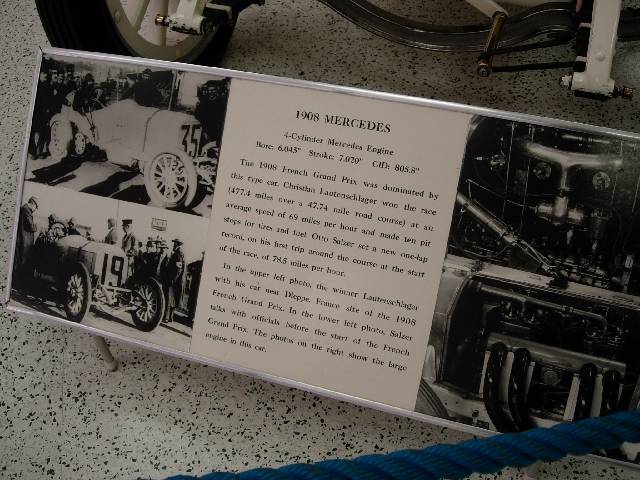 35
19
1908 MERCEDES
4-Cylinder Mercedes Engine
Bore: 6.045" Stroke: 7.020" CID: 805.8"
The 1908 French Grand Prix was dominated by
this type car. Christian Lautenschlager won the race
(477.4 miles over a 47.74 mile road course) at an
average speed of 69 miles per hour and made ten pit
stops for tires and fuel. Otto Salzer set a new one-lap
record, on his first trip around the course at the start
of the race, of 78.5 miles per hour.
In the upper left photo, the winner Lautenschlager
with his car near Dieppe, France site of the 1908
French Grand Prix. In the lower left photo, Salzer
talks with officials before the start of the French
Grand Prix. The photos on the right show the large
engine in this car.